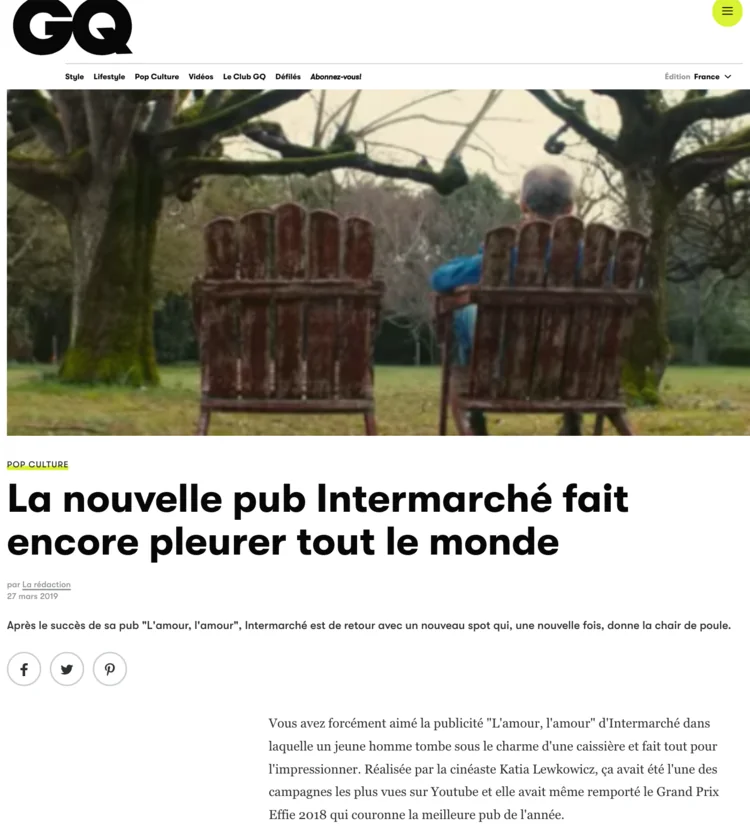 GQ
Style Lifestyle Pop Culture Vidéos Le Club GQ Défilés Abonnez-vous! Édition France
POP CULTURE
La nouvelle pub Intermarché fait
encore pleurer tout le monde
par La rédaction
27 mars 2019
Après le succès de sa pub "L'amour, l'amour", Intermarché est de retour avec un nouveau spot qui, une nouvelle fois, donne la chair de poule.
Vous avez forcément aimé la publicité "L'amour, l'amour" d'Intermarché dans
laquelle un jeune homme tombe sous le charme d'une caissière et fait tout pour
l'impressionner. Réalisée par la cinéaste Katia Lewkowicz, ça avait été l'une des
campagnes les plus vues sur Youtube et elle avait même remporté le Grand Prix
Effie 2018 qui couronne la meilleure pub de l'année.